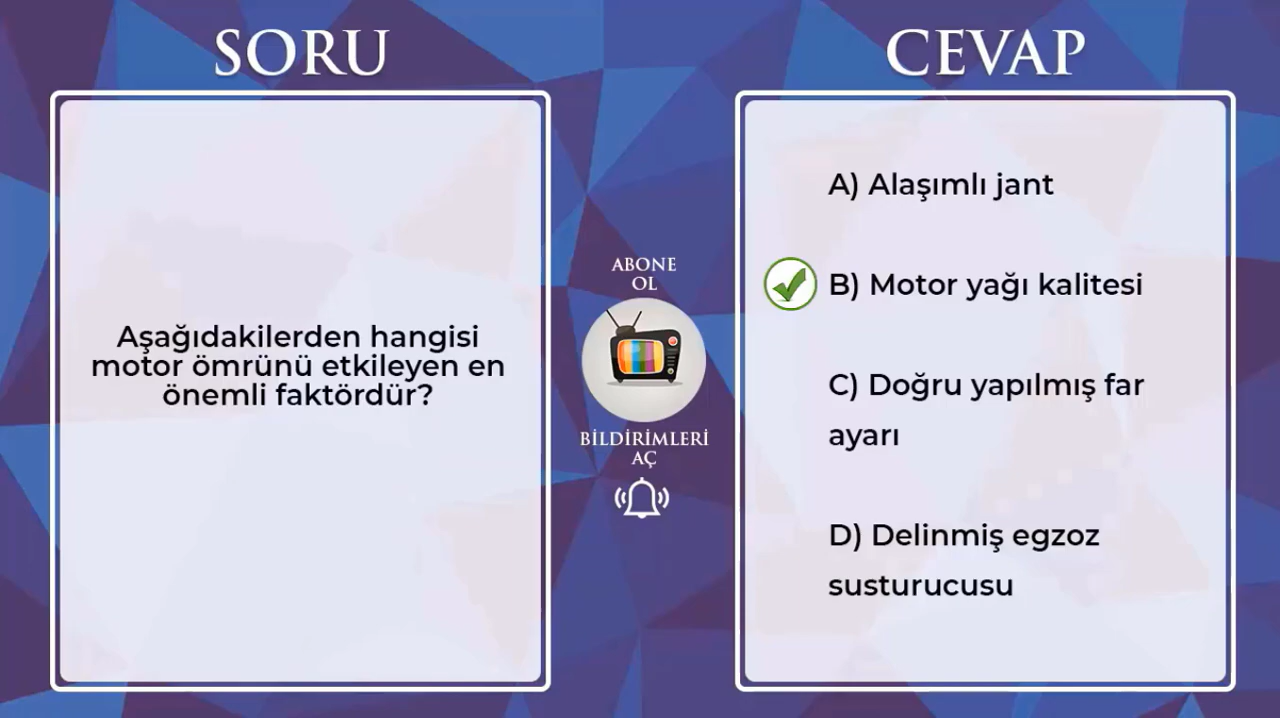 SORU
Aşağıdakilerden hangisi
motor ömrünü etkileyen en
önemli faktördür?
ABONE
OL
BİLDİRİMLERİ
AÇ
CEVAP
A) Alaşımlı jant
B) Motor yağı kalitesi
C) Doğru yapılmış far
ayarı
D) Delinmiş egzoz
susturucusu